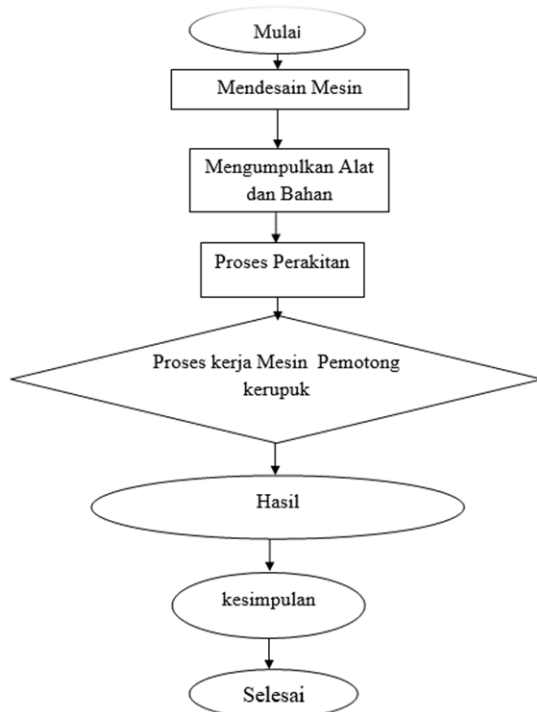 Mulai
Mendesain Mesin
Mengumpulkan Alat
dan Bahan
Proses Perakitan
Proses kerja Mesin Pemotong
kerupuk
Hasil
kesimpulan
Selesai